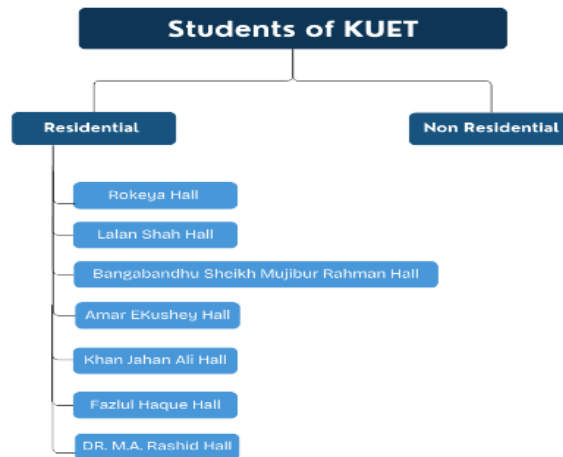 Students of KUET
Residential
Non Residential
Rokeya Hall
Lalan Shah Hall
Bangabandhu Sheikh Mujibur Rahman Hall
Amar EKushey Hall
Khan Jahan Ali Hall
Fazlul Haque Hall
DR. M.A. Rashid Hall